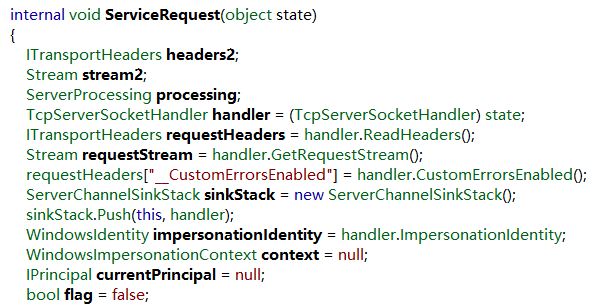 internal void ServiceRequest(object state)
{
ITransportHeaders headers2;
Stream stream2;
ServerProcessing processing;
TcpServerSocketHandler handler = (TcpServerSocketHandler) state;
ITransportHeaders requestHeaders = handler.ReadHeaders();
Stream requestStream = handler.GetRequestStream();
requestHeaders["__CustomErrorsEnabled"] = handler.CustomErrorsEnabled();
ServerChannelSinkStack sinkStack = new ServerChannelSinkStack();
sinkStack.Push(this, handler);
WindowsIdentity impersonationIdentity = handler.ImpersonationIdentity;
WindowsImpersonationContext context = null;
IPrincipal currentPrincipal = null;
bool flag = false;